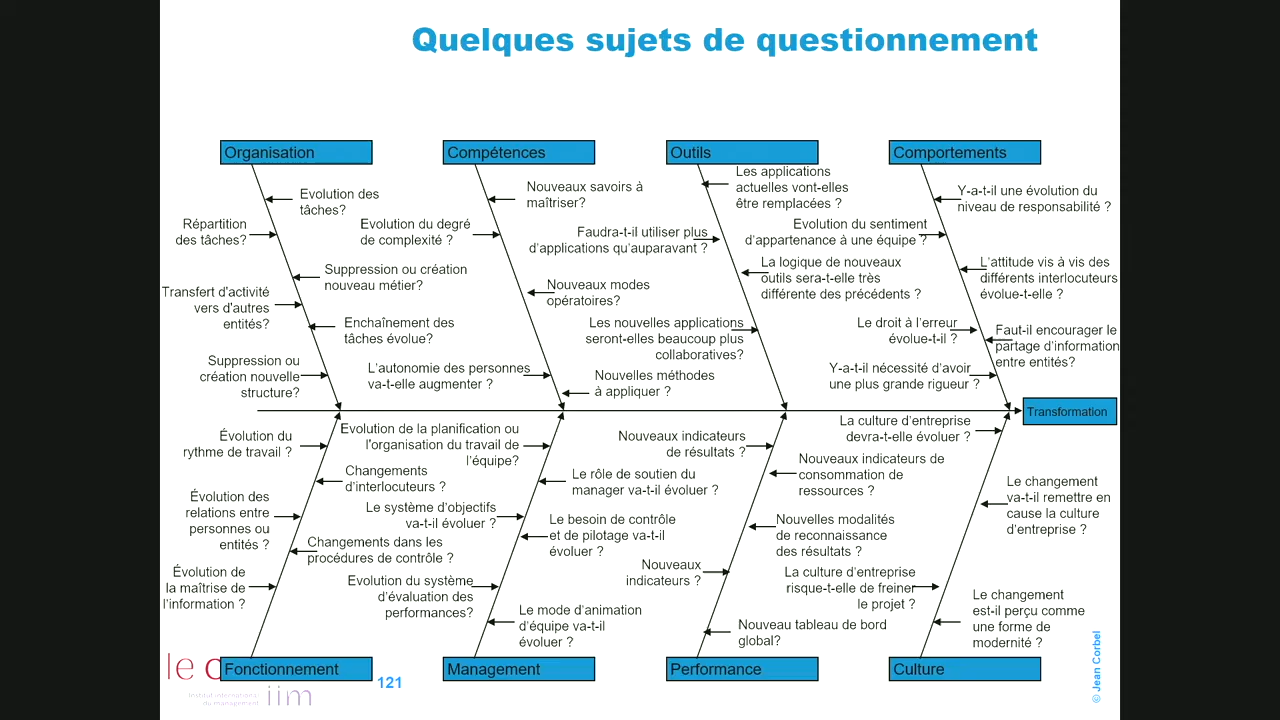 Quelques sujets de questionnement
Organisation
Evolution des
tâches?
Répartition
des tâches?
Suppression ou création
nouveau métier?
Transfert d'activité
vers d'autres
entités?
Enchaînement des
tâches évolue?
Suppression ou
création nouvelle
structure?
Compétences
Nouveaux savoirs à
maîtriser?
Evolution du degré
de complexité ?
Nouveaux modes
opératoires?
L'autonomie des personnes
va-t-elle augmenter ?
Nouvelles méthodes
à appliquer ?
Outils
Les applications
actuelles vont-elles
être remplacées ?
Faudra-t-il utiliser plus
d'applications qu'auparavant ?
La logique de nouveaux
outils sera-t-elle très
différente des précédents ?
Les nouvelles applications
seront-elles beaucoup plus
collaboratives?
Comportements
Y-a-t-il une évolution du
niveau de responsabilité ?
Evolution du sentiment
d'appartenance à une équipe ?
L'attitude vis à vis des
différents interlocuteurs
évolue-t-elle ?
Le droit à l'erreur
évolue-t-il ?
Faut-il encourager le
partage d'information
entre entités?
Y-a-t-il nécessité d'avoir
une plus grande rigueur ?
Transformation
Évolution du
rythme de travail ?
Changements
d'interlocuteurs ?
Évolution des
relations entre
personnes ou
entités ?
Changements dans les
procédures de contrôle ?
Évolution de
la maîtrise de
l'information ?
Fonctionnement
Evolution de la planification ou
l'organisation du travail de
l'équipe?
Le rôle de soutien du
manager va-t-il évoluer ?
Le système d'objectifs
va-t-il évoluer ?
Le besoin de contrôle
et de pilotage va-t-il
évoluer ?
Evolution du système
d'évaluation des
performances?
Le mode d'animation
d'équipe va-t-il
évoluer ?
Management
Nouveaux indicateurs
de résultats ?
Nouveaux indicateurs de
consommation de
ressources ?
Nouvelles modalités
de reconnaissance
des résultats ?
Nouveaux
indicateurs ?
Nouveau tableau de bord
global?
Performance
La culture d'entreprise
devra-t-elle évoluer ?
Le changement
va-t-il remettre en
cause la culture
d'entreprise ?
La culture d'entreprise
risque-t-elle de freiner
le projet ?
Le changement
est-il perçu comme
une forme de
modernité ?
Culture
le c
Institut international
du management
iim
121
© Jean Corbel